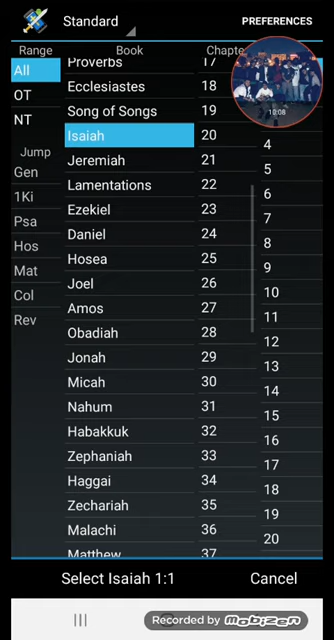 Standard PREFERENCES
Range Book Chapte
All Proverbs 17
OT Ecclesiastes 18
NT Song of Songs 19
Isaiah 20 4
Jump Jeremiah 21 5
Gen Lamentations 22 6
1Ki Ezekiel 23 7
Psa Daniel 24 8
Hos Hosea 25 9
Mat Joel 26 10
Col Amos 27 11
Rev Obadiah 28 12
Jonah 29 13
Micah 30 14
Nahum 31 15
Habakkuk 32 16
Zephaniah 33 17
Haggai 34 18
Zechariah 35 19
Malachi 36 20
Matthew 37
10:08
Select Isaiah 1:1 Cancel
Recorded by mobizen